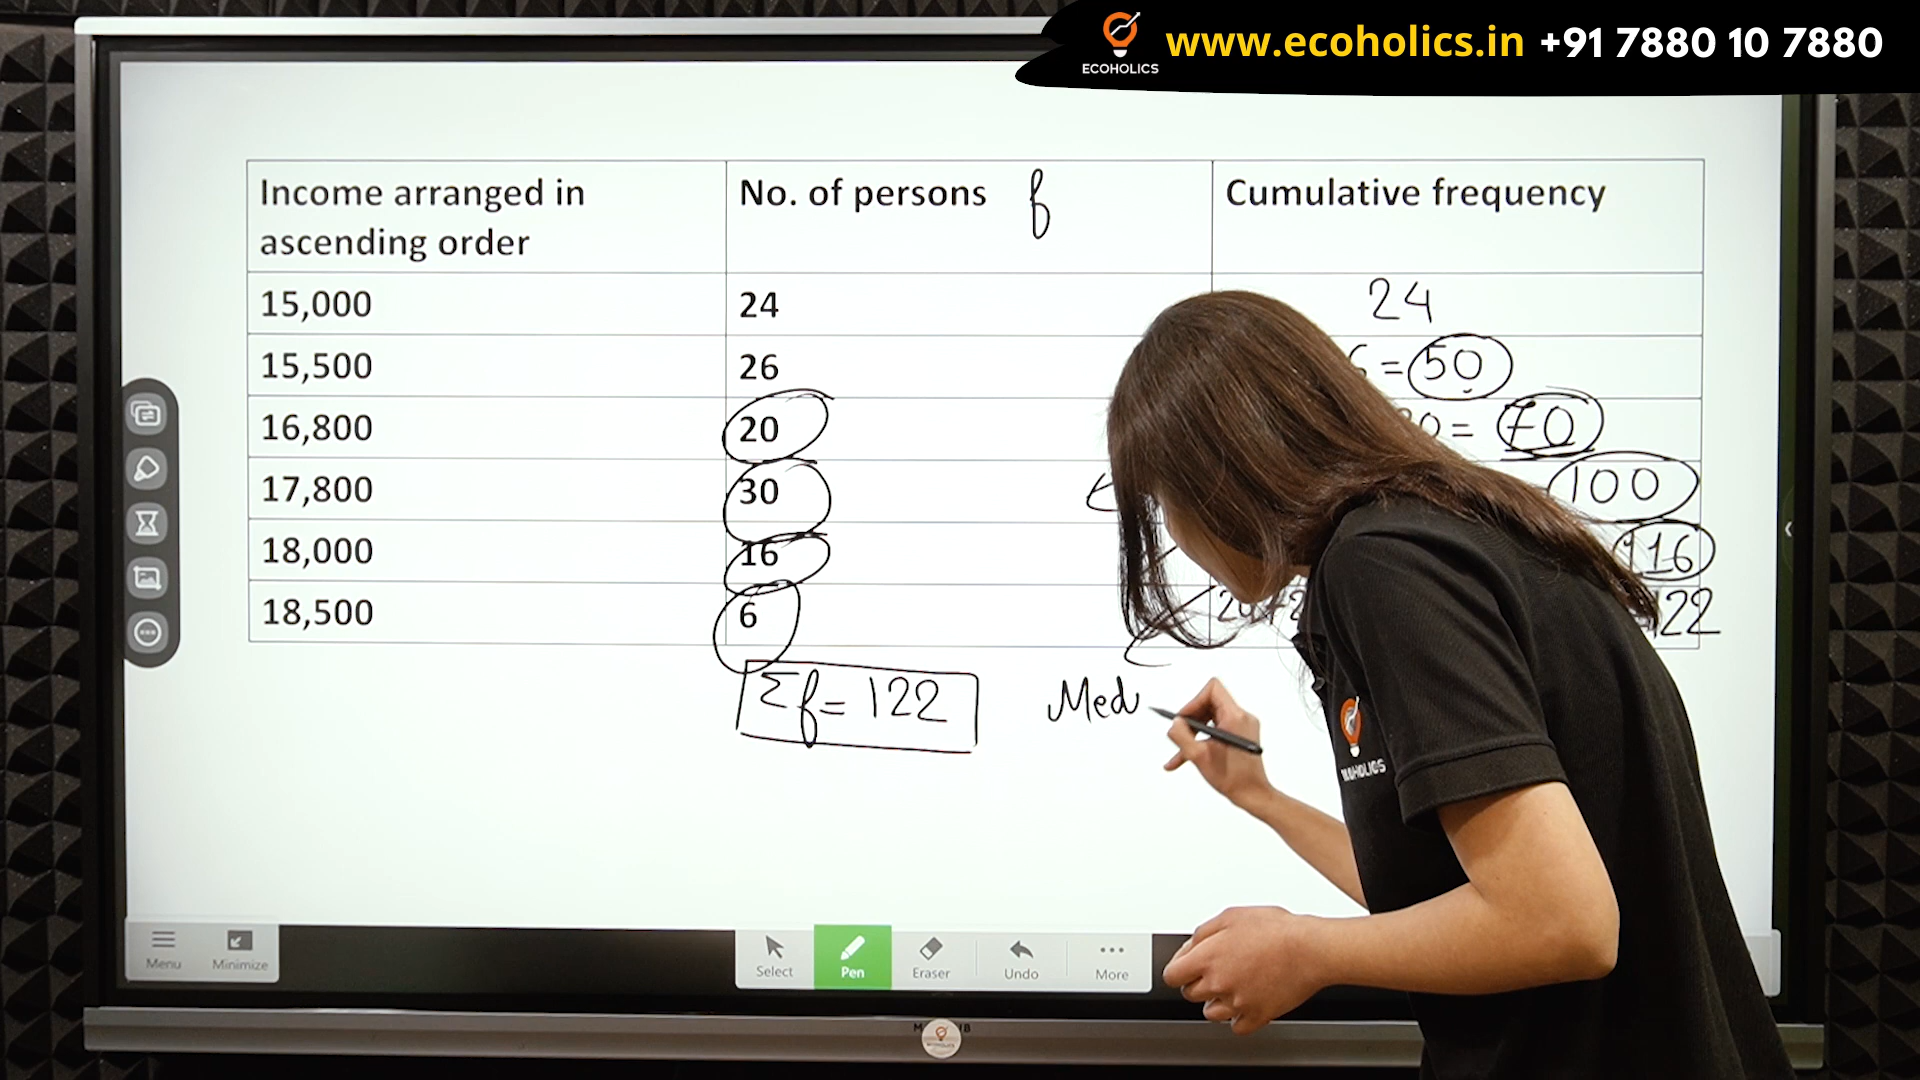 www.ecoholics.in +91 7880 10 7880
ECOHOLICS
Income arranged in ascending order No. of persons f Cumulative frequency
15,000 24 24
15,500 26 = 50
16,800 20 = 70
17,800 30 100
18,000 16 116
18,500 6 122
Σf = 122 Med
ECOHOLICS
Menu Minimize Select Pen Eraser Undo More